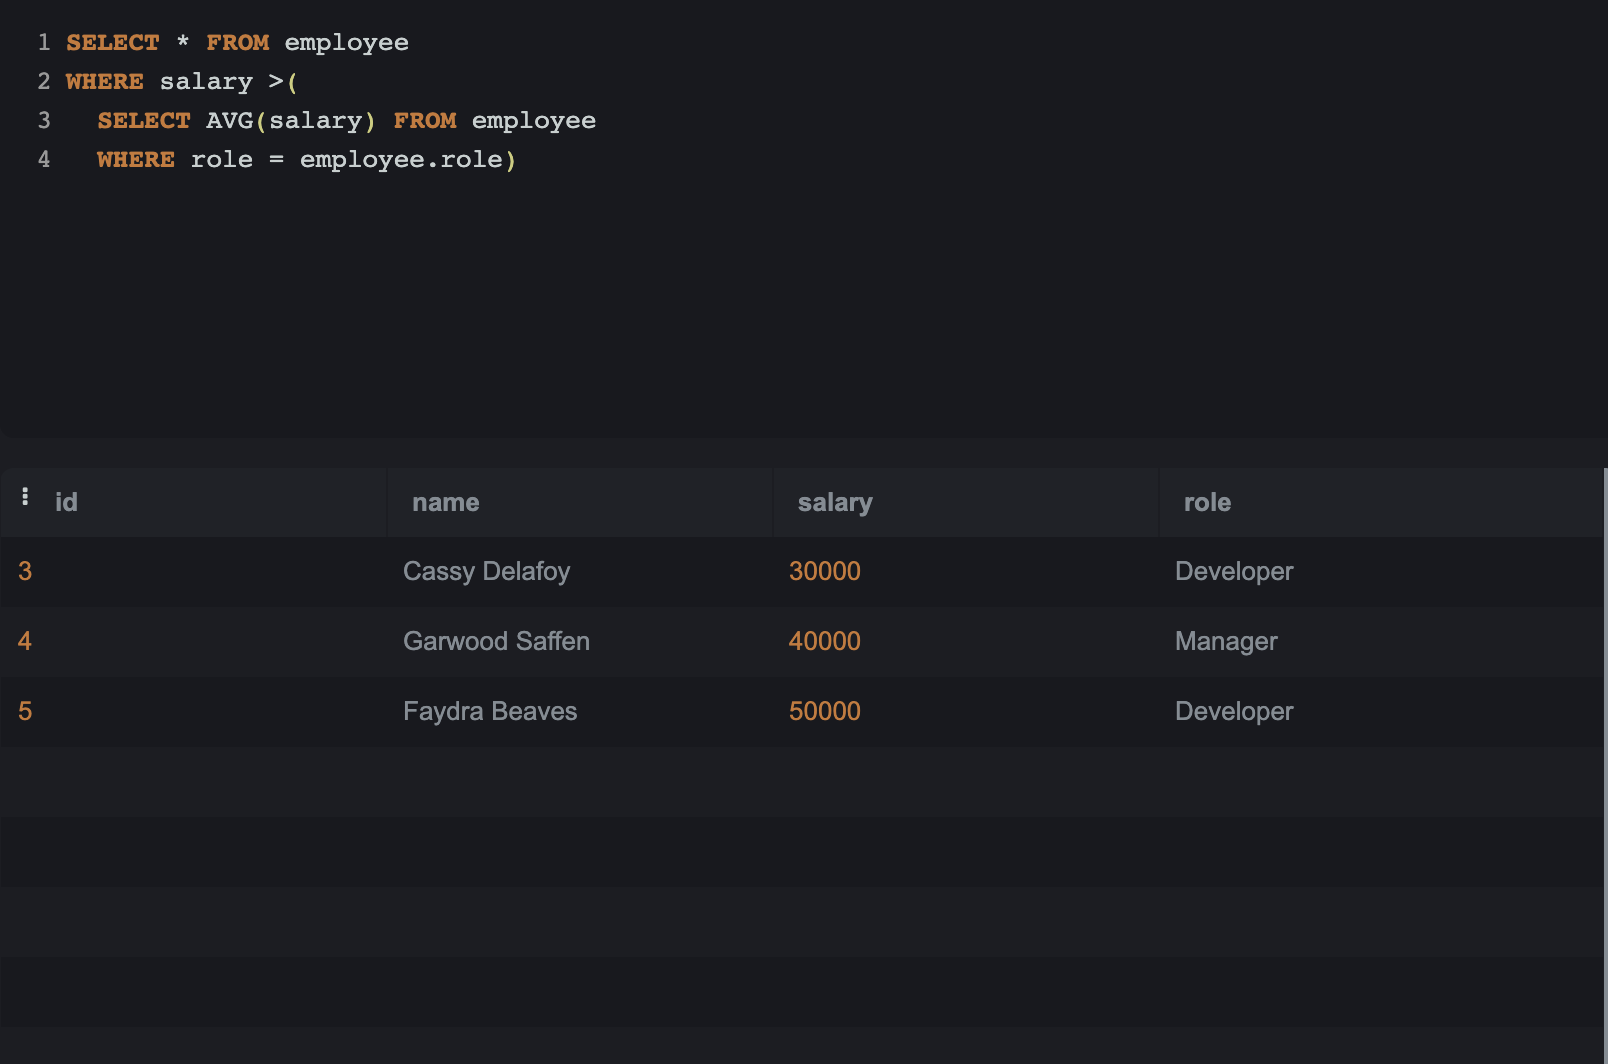 1 SELECT * FROM employee
2 WHERE salary >(
3   SELECT AVG(salary) FROM employee
4   WHERE role = employee.role)
id name salary role
3 Cassy Delafoy 30000 Developer
4 Garwood Saffen 40000 Manager
5 Faydra Beaves 50000 Developer